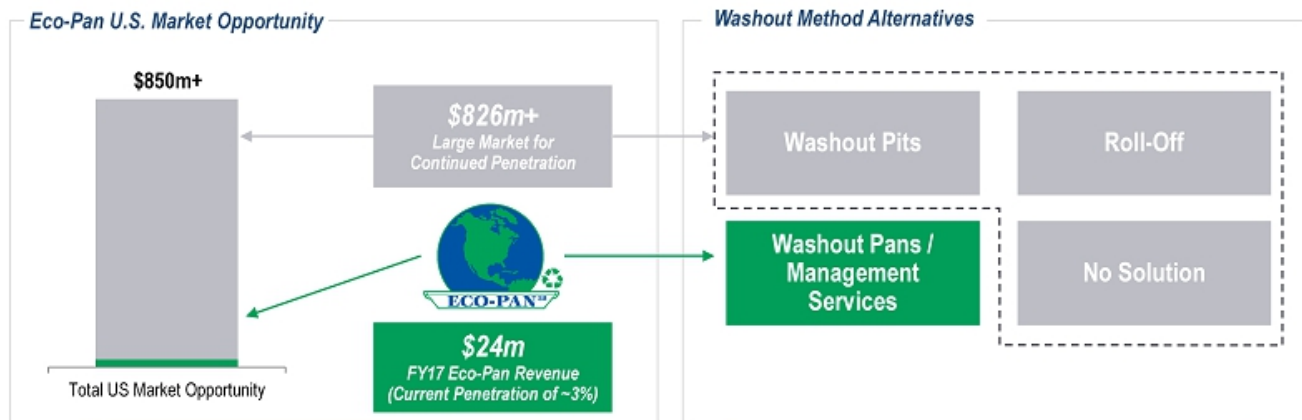 Eco-Pan U.S. Market Opportunity
$850m+
Total US Market Opportunity
$826m+
Large Market for
Continued Penetration
ECO-PAN
$24m
FY17 Eco-Pan Revenue
(Current Penetration of ~3%)
Washout Method Alternatives
Washout Pits
Roll-Off
Washout Pans /
Management
Services
No Solution